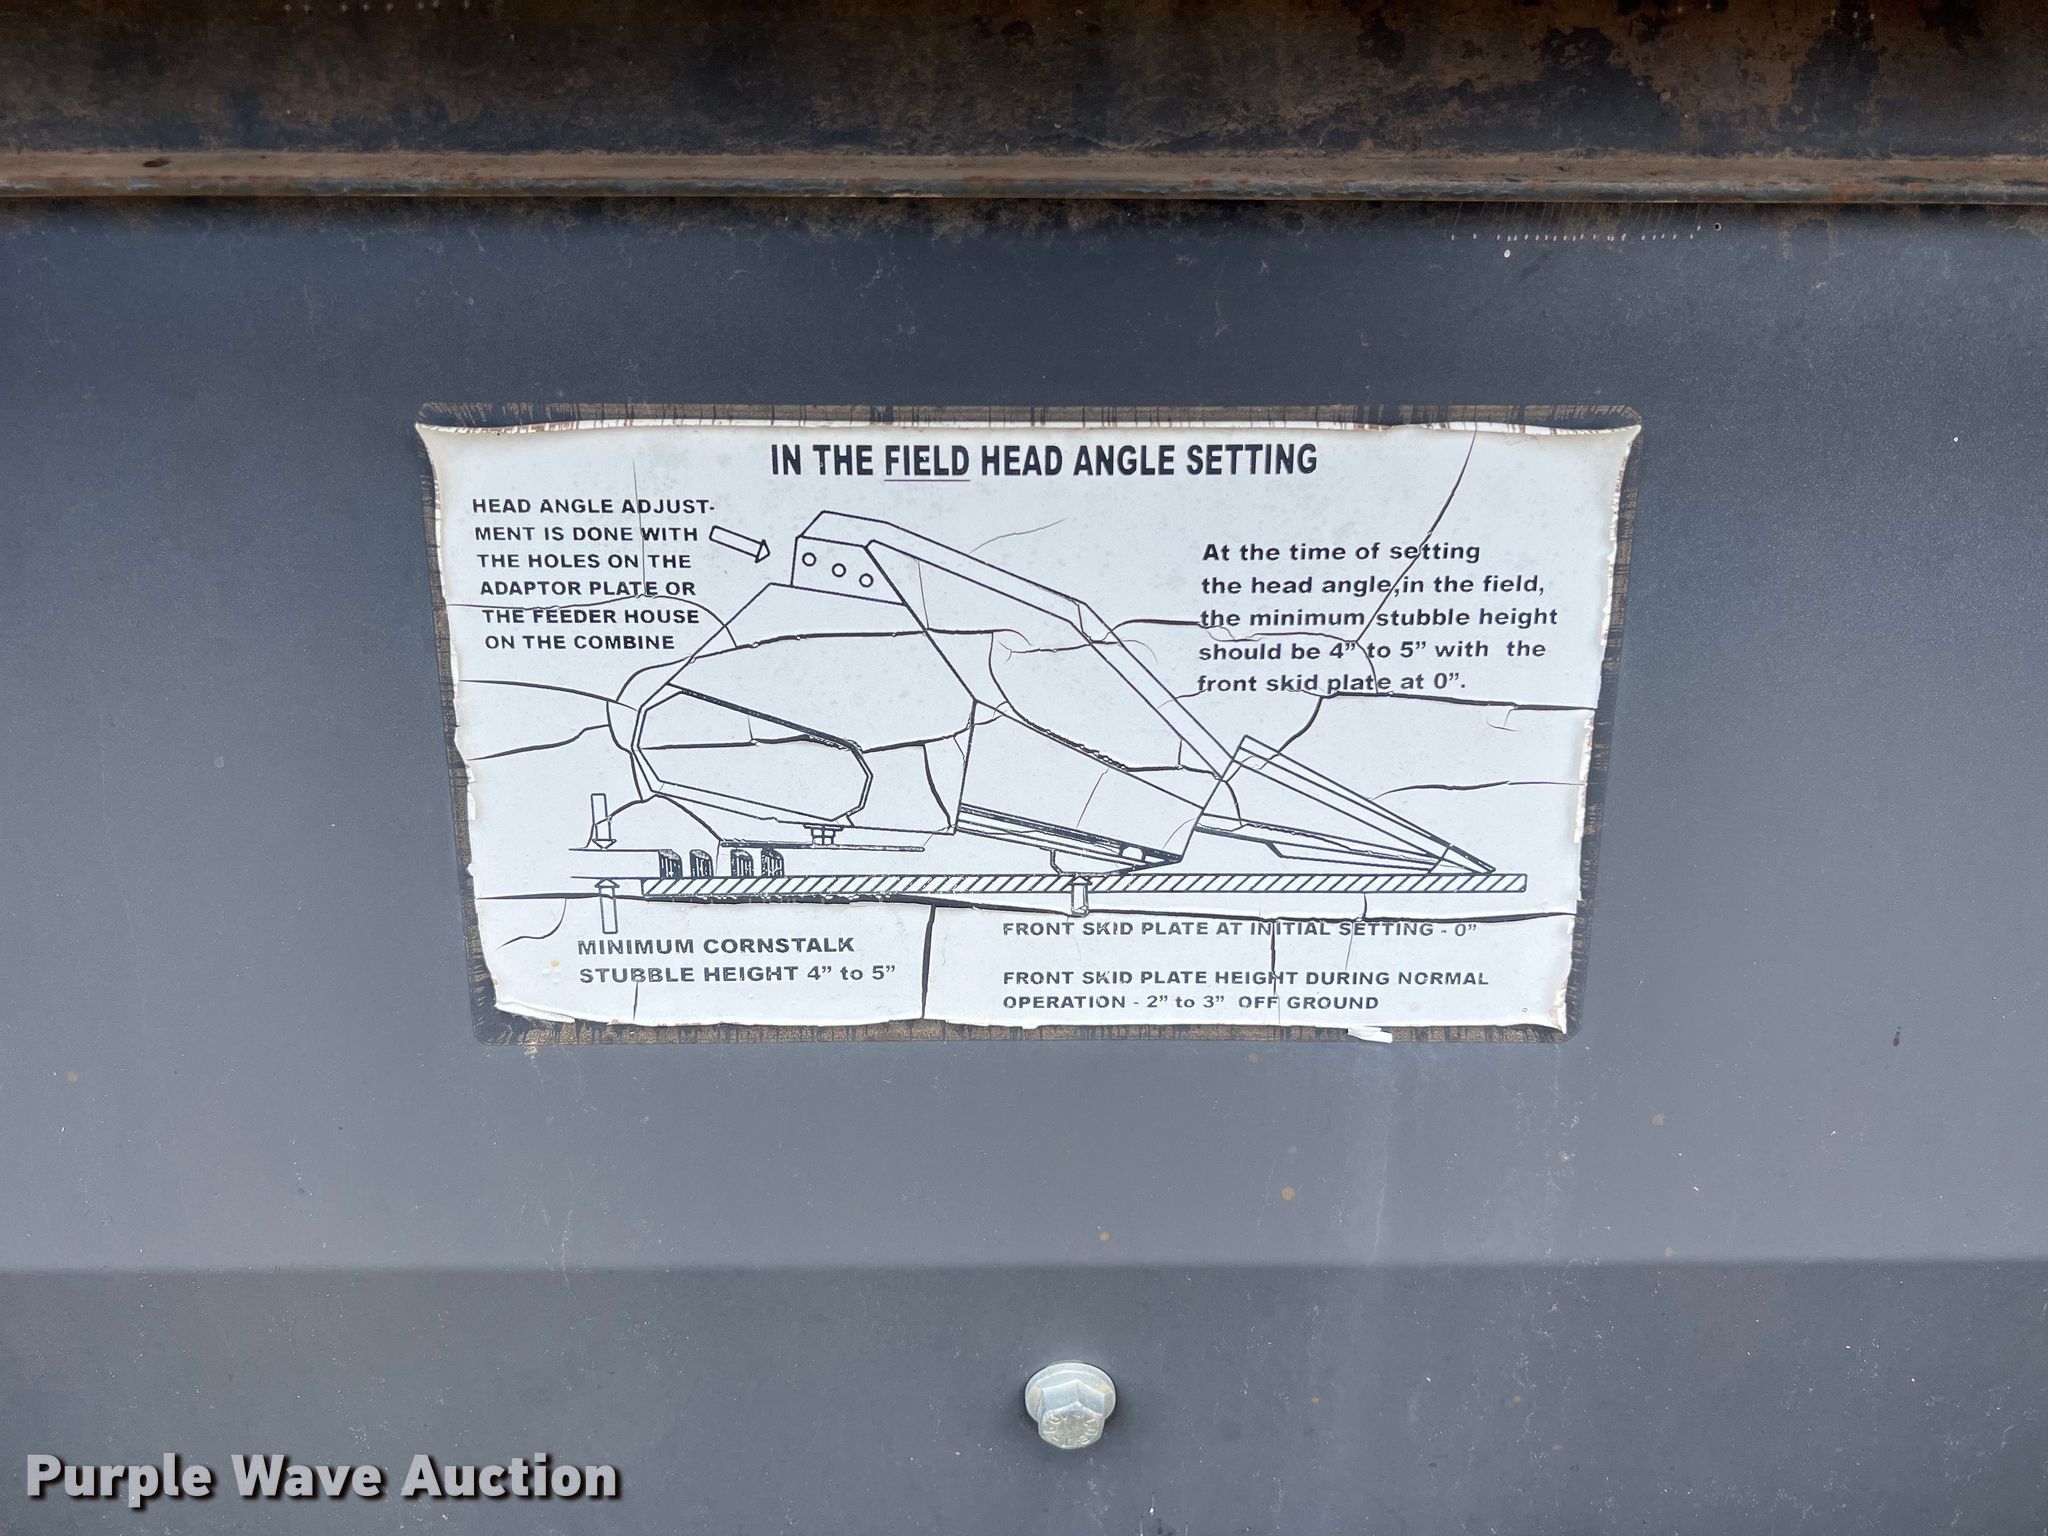 IN THE FIELD HEAD ANGLE SETTING
HEAD ANGLE ADJUST-
MENT IS DONE WITH
THE HOLES ON THE
ADAPTOR PLATE OR
THE FEEDER HOUSE
ON THE COMBINE
At the time of setting
the head angle,in the field,
the minimum stubble height
should be 4” to 5” with the
front skid plate at 0”.
MINIMUM CORNSTALK
STUBBLE HEIGHT 4” to 5”
FRONT SKID PLATE AT INITIAL SETTING - 0”
FRONT SKID PLATE HEIGHT DURING NORMAL
OPERATION - 2” to 3” OFF GROUND
Purple Wave Auction